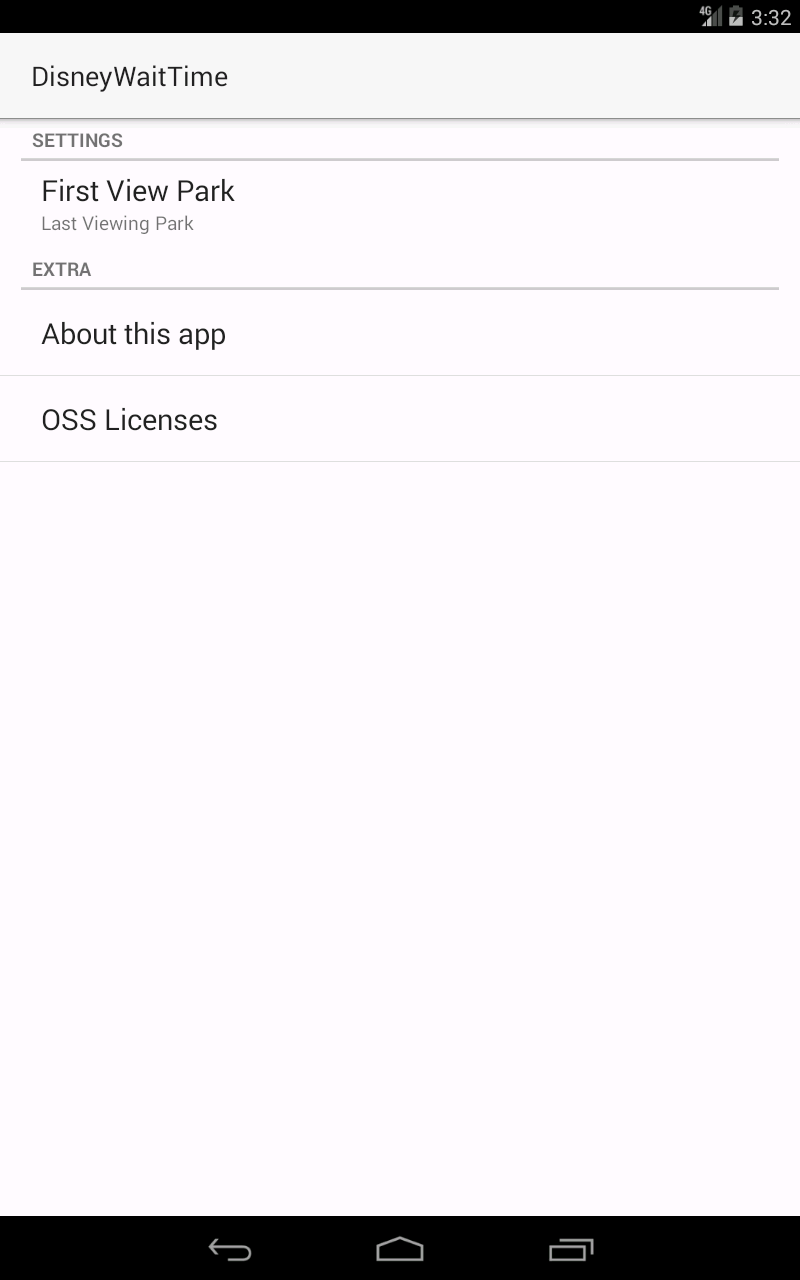 4G 3:32
DisneyWaitTime
SETTINGS
First View Park
Last Viewing Park
EXTRA
About this app
OSS Licenses